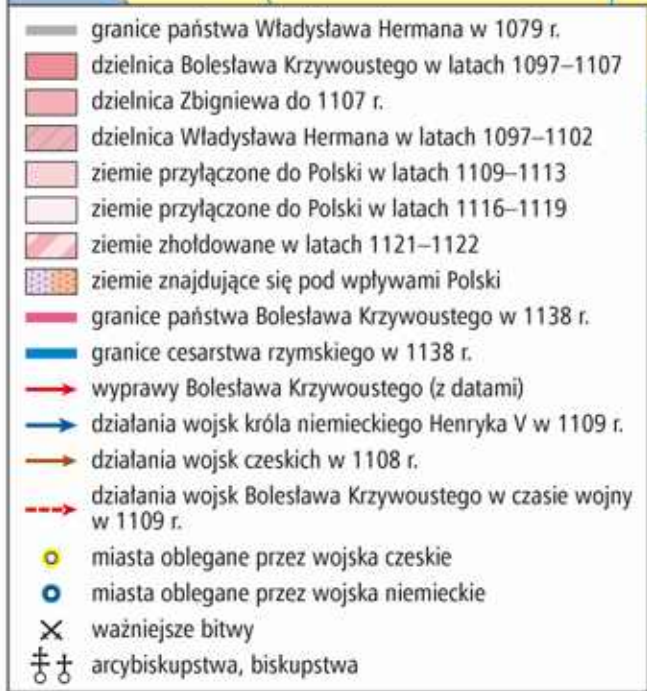 granice państwa Władysława Hermana w 1079 r.
dzielnica Bolesława Krzywoustego w latach 1097–1107
dzielnica Zbigniewa do 1107 r.
dzielnica Władysława Hermana w latach 1097–1102
ziemie przyłączone do Polski w latach 1109–1113
ziemie przyłączone do Polski w latach 1116–1119
ziemie zhołdowane w latach 1121–1122
ziemie znajdujące się pod wpływami Polski
granice państwa Bolesława Krzywoustego w 1138 r.
granice cesarstwa rzymskiego w 1138 r.
wyprawy Bolesława Krzywoustego (z datami)
działania wojsk króla niemieckiego Henryka V w 1109 r.
działania wojsk czeskich w 1108 r.
działania wojsk Bolesława Krzywoustego w czasie wojny
w 1109 r.
miasta oblegane przez wojska czeskie
miasta oblegane przez wojska niemieckie
ważniejsze bitwy
arcybiskupstwa, biskupstwa